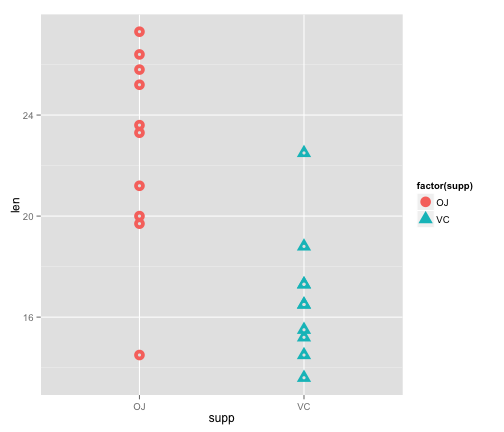 24
20
16
len
OJ
VC
supp
factor(supp)
OJ
VC